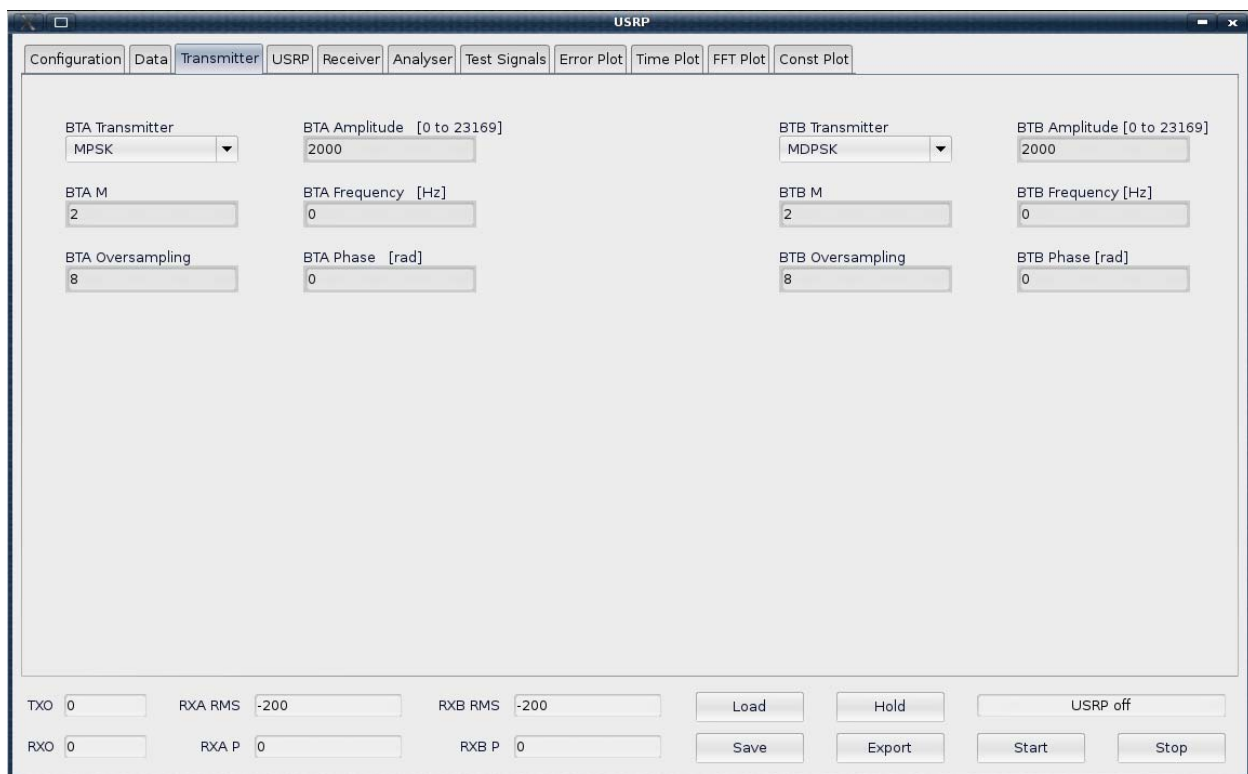 USRP
Configuration Data Transmitter USRP Receiver Analyser Test Signals Error Plot Time Plot FFT Plot Const Plot
BTA Transmitter BTA Amplitude [0 to 23169] BTB Transmitter BTB Amplitude [0 to 23169]
MPSK 2000 MDPSK 2000
BTA M BTA Frequency [Hz] BTB M BTB Frequency [Hz]
2 0 2 0
BTA Oversampling BTA Phase [rad] BTB Oversampling BTB Phase [rad]
8 0 8 0
TXO 0 RXA RMS -200 RXB RMS -200 Load Hold USRP off
RXO 0 RXA P 0 RXB P 0 Save Export Start Stop